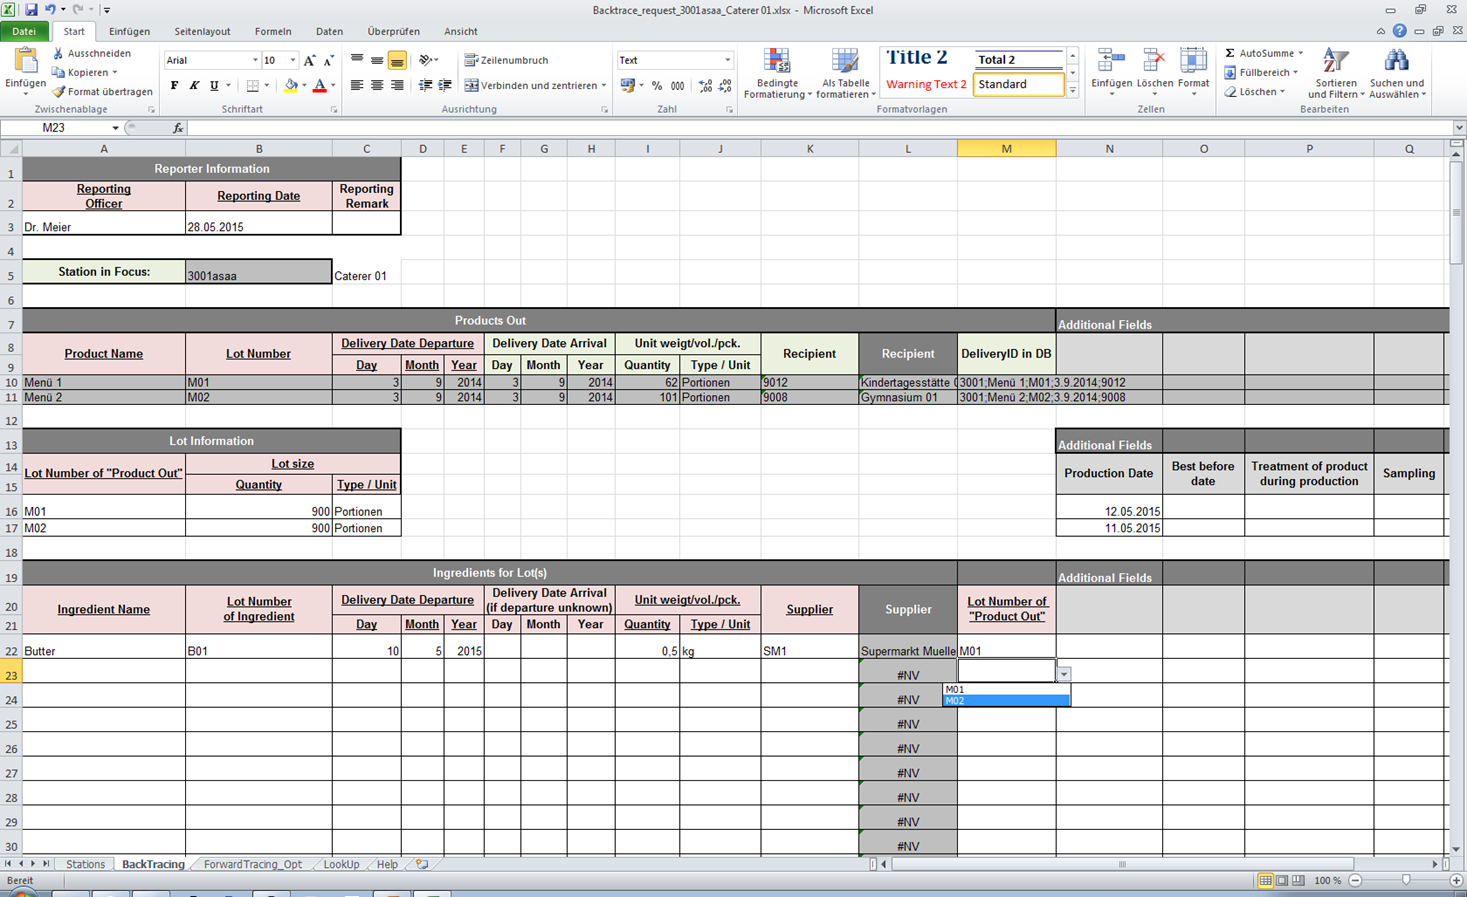 Backtrace_request_3001asaa_Caterer 01.xlsx - Microsoft Excel
Datei Start Einfügen Seitenlayout Formeln Daten Überprüfen Ansicht
Einfügen
Ausschneiden
Kopieren
Format übertragen
Zwischenablage
Arial 10
F K U
Schriftart
Zeilenumbruch
Verbinden und zentrieren
Ausrichtung
Text
% 000
Zahl
Bedingte Formatierung
Als Tabelle formatieren
Title 2 Total 2
Warning Text 2 Standard
Formatvorlagen
Einfügen Löschen Format
Zellen
Σ AutoSumme
Füllbereich
Löschen
Sortieren und Filtern
Suchen und Auswählen
Bearbeiten
M23 fx
A B C D E F G H I J K L M N O P Q
1 Reporter Information
2 Reporting Officer Reporting Date Reporting Remark
3 Dr. Meier 28.05.2015
4
5 Station in Focus: 3001asaa Caterer 01
6
7 Products Out Additional Fields
8 Product Name Lot Number Delivery Date Departure Delivery Date Arrival Unit weigt/vol./pck. Recipient Recipient DeliveryID in DB
9 Day Month Year Day Month Year Quantity Type / Unit
10 Menü 1 M01 3 9 2014 3 9 2014 62 Portionen 9012 Kindertagesstätte 3001;Menü 1;M01;3.9.2014;9012
11 Menü 2 M02 3 9 2014 3 9 2014 101 Portionen 9008 Gymnasium 01 3001;Menü 2;M02;3.9.2014;9008
12
13 Lot Information Additional Fields
14 Lot Number of "Product Out" Lot size Production Date Best before date Treatment of product during production Sampling
15 Quantity Type / Unit
16 M01 900 Portionen 12.05.2015
17 M02 900 Portionen 11.05.2015
18
19 Ingredients for Lot(s) Additional Fields
20 Ingredient Name Lot Number of Ingredient Delivery Date Departure Delivery Date Arrival (if departure unknown) Unit weigt/vol./pck. Supplier Supplier Lot Number of "Product Out"
21 Day Month Year Day Month Year Quantity Type / Unit
22 Butter B01 10 5 2015 0,5 kg SM1 Supermarkt Muelle M01
23 #NV
M01
24 #NV M02
25 #NV
26 #NV
27 #NV
28 #NV
29 #NV
30 #NV
Stations BackTracing ForwardTracing_Opt LookUp Help
Bereit 100 %